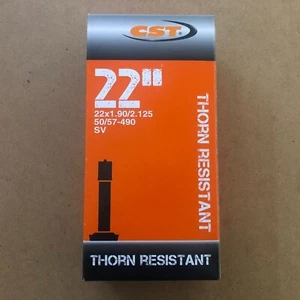 CST
22"
22x1.90/2.125
50/57-490
SV
THORN RESISTANT
THORN RESISTANT